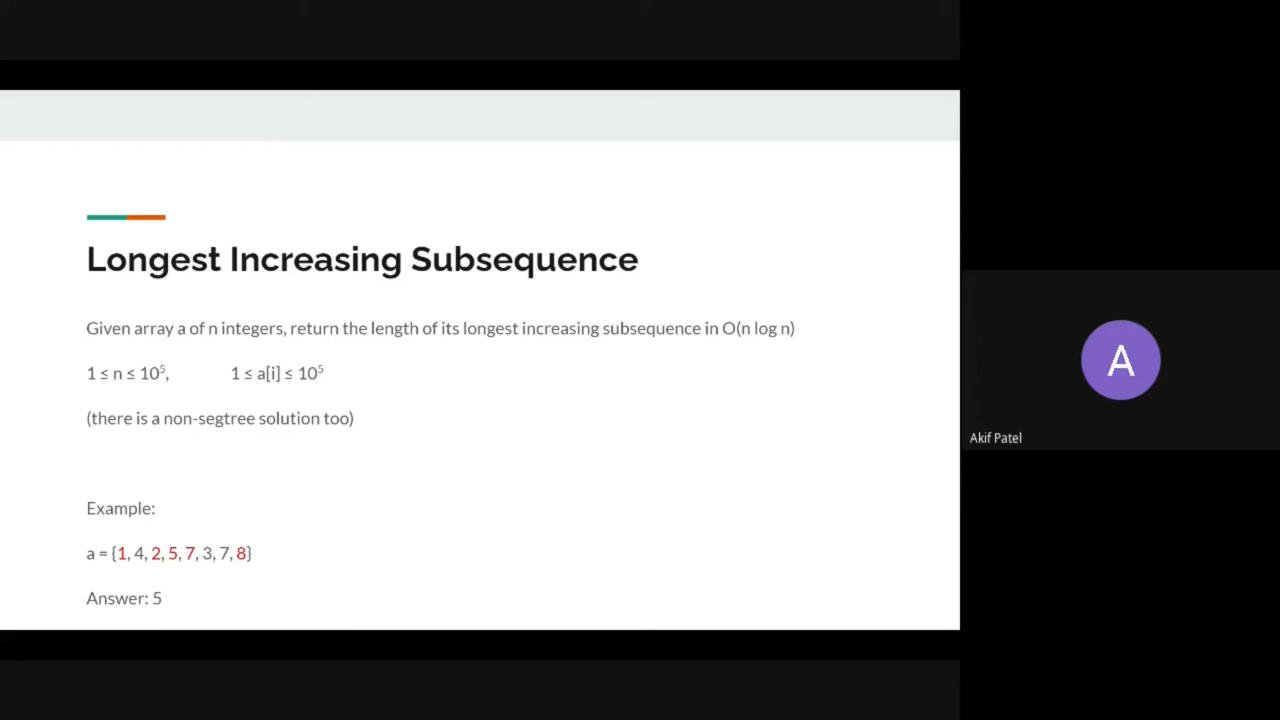 Longest Increasing Subsequence
Given array a of n integers, return the length of its longest increasing subsequence in O(n log n)
1 ≤ n ≤ 10⁵, 1 ≤ a[i] ≤ 10⁵
(there is a non-segtree solution too)
Example:
a = {1, 4, 2, 5, 7, 3, 7, 8}
Answer: 5
A
Akif Patel